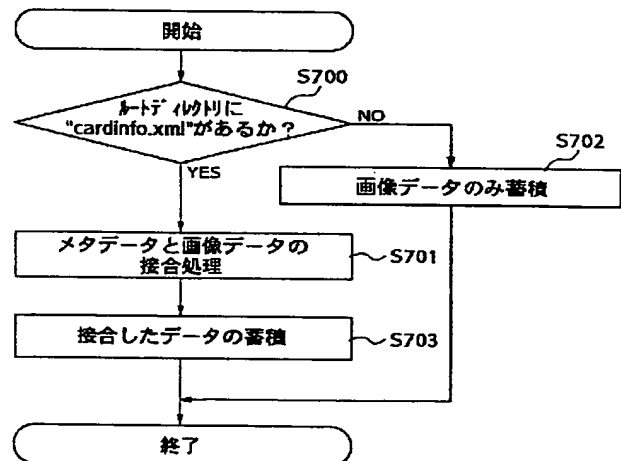 開始
S700
ルートディレクトリに
"cardinfo.xml"があるか？
NO
YES
S702
画像データのみ蓄積
メタデータと画像データの
接合処理
S701
接合したデータの蓄積
S703
終了